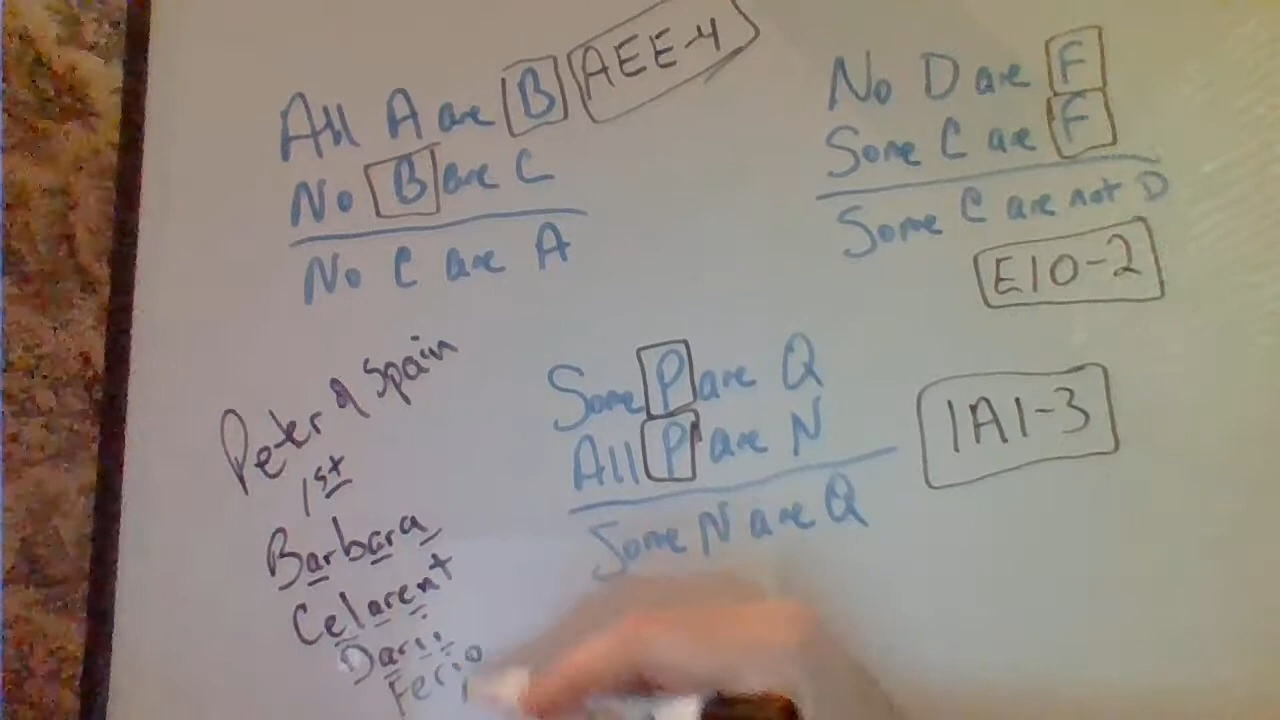 All A are B AEE-4
No B are C
No C are A
No D are F
Some C are F
Some C are not D
EIO-2
Some P are Q
All P are N
Some N are Q
IAI-3
Peter of Spain
1st
Barbara
Celarent
Darii
Ferio